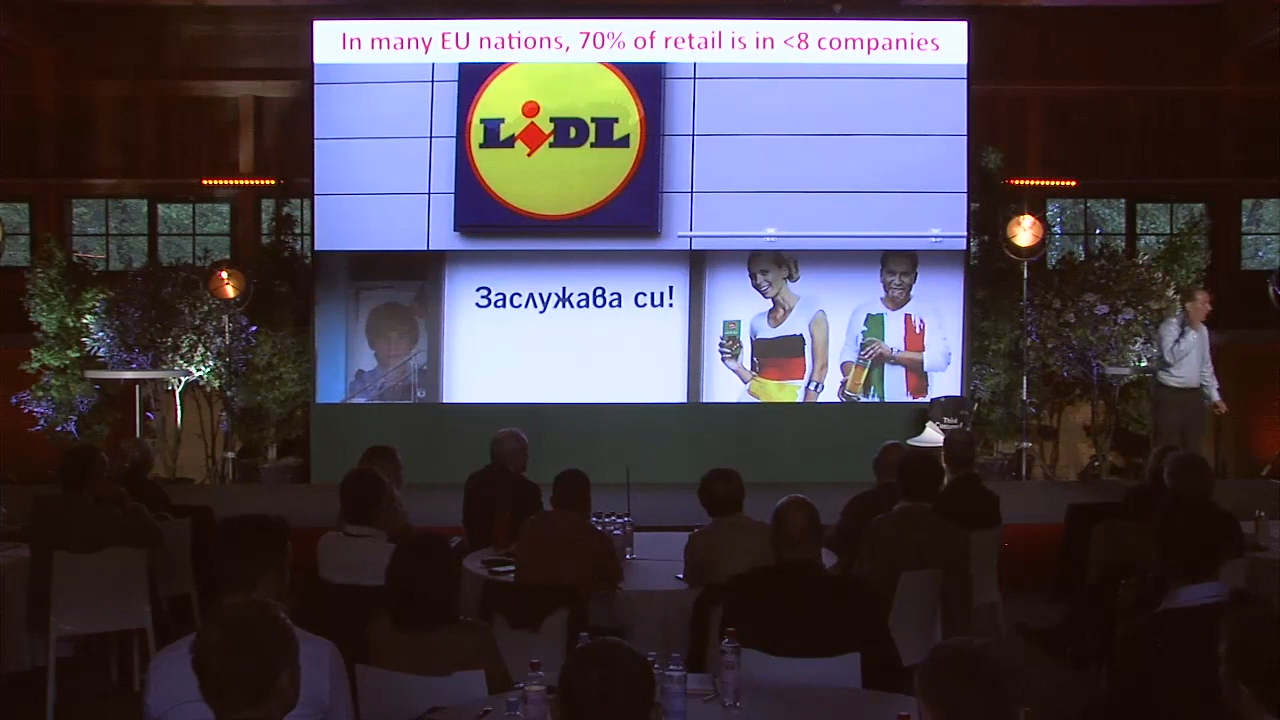 In many EU nations, 70% of retail is in <8 companies
LIDL
Заслужава си!